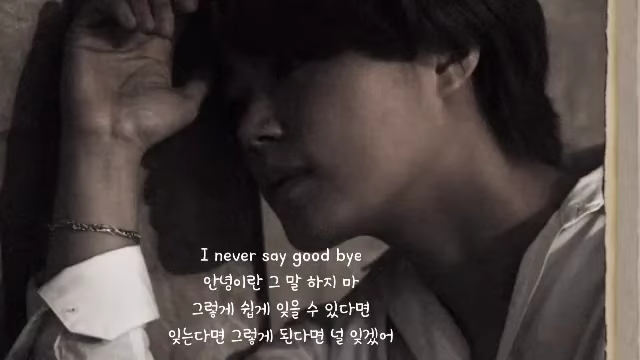 I never say good bye
안녕이란 그 말 하지 마
그렇게 쉽게 잊을 수 있다면
잊는다면 그렇게 된다면 널 잊겠어